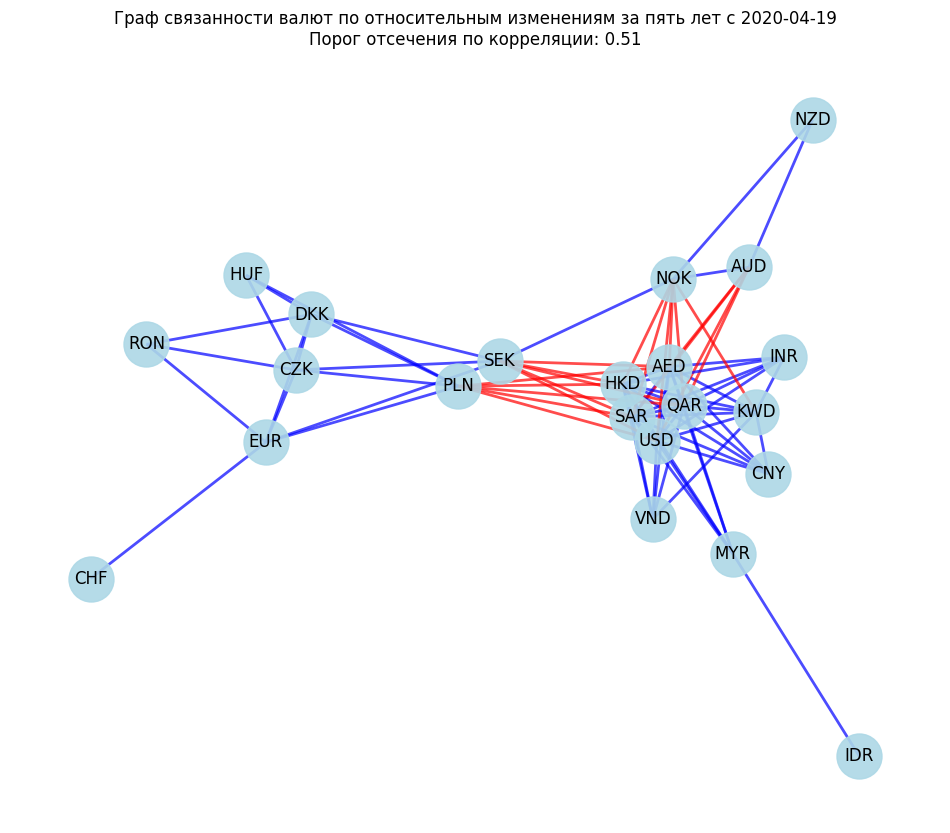 Граф связанности валют по относительным изменениям за пять лет с 2020-04-19
Порог отсечения по корреляции: 0.51
NZD
AUD
NOK
HUF
DKK
RON
SEK
INR
AED
CZK
HKD
PLN
QAR
KWD
SAR
USD
EUR
CNY
VND
MYR
CHF
IDR